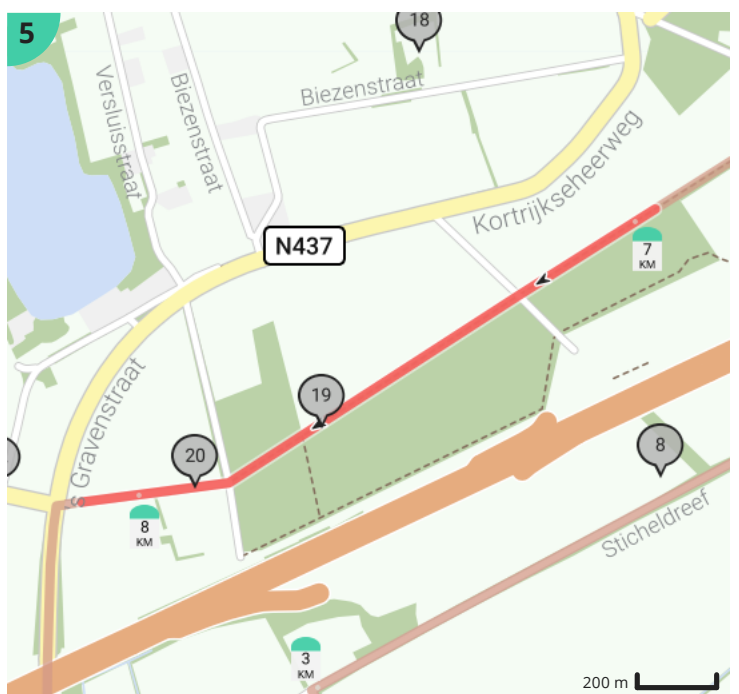 5
18
Versluisstraat
Biezenstraat
Biezenstraat
Kortrijkseheerweg
N437
7
KM
Gravenstraat
19
20
8
8
KM
Sticheldreef
3
KM
200 m